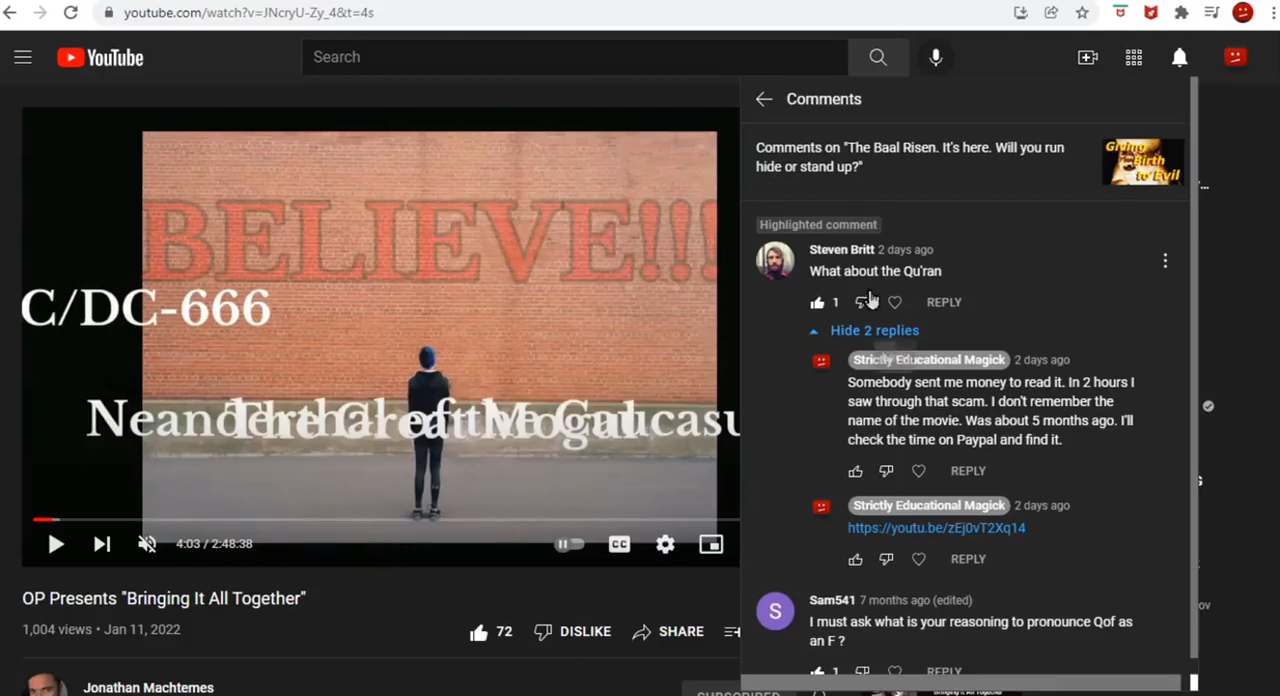 youtube.com/watch?v=JNcryU-Zy_4&t=4s
YouTube
Search
Comments
Comments on "The Baal Risen. It's here. Will you run
hide or stand up?"
Giving
Birth
to Evil
Highlighted comment
Steven Britt 2 days ago
What about the Qu'ran
1
REPLY
Hide 2 replies
Strictly Educational Magick 2 days ago
Somebody sent me money to read it. In 2 hours I
saw through that scam. I don't remember the
name of the movie. Was about 5 months ago. I'll
check the time on Paypal and find it.
REPLY
Strictly Educational Magick 2 days ago
https://youtu.be/zEj0vT2Xq14
REPLY
S
Sam541 7 months ago (edited)
I must ask what is your reasoning to pronounce Qof as
an F ?
1
REPLY
BELIEVE!!!
C/DC-666
4:03 / 2:48:38
CC
OP Presents "Bringing It All Together"
1,004 views • Jan 11, 2022
72
DISLIKE
SHARE
Jonathan Machtemes
SUBSCRIBED